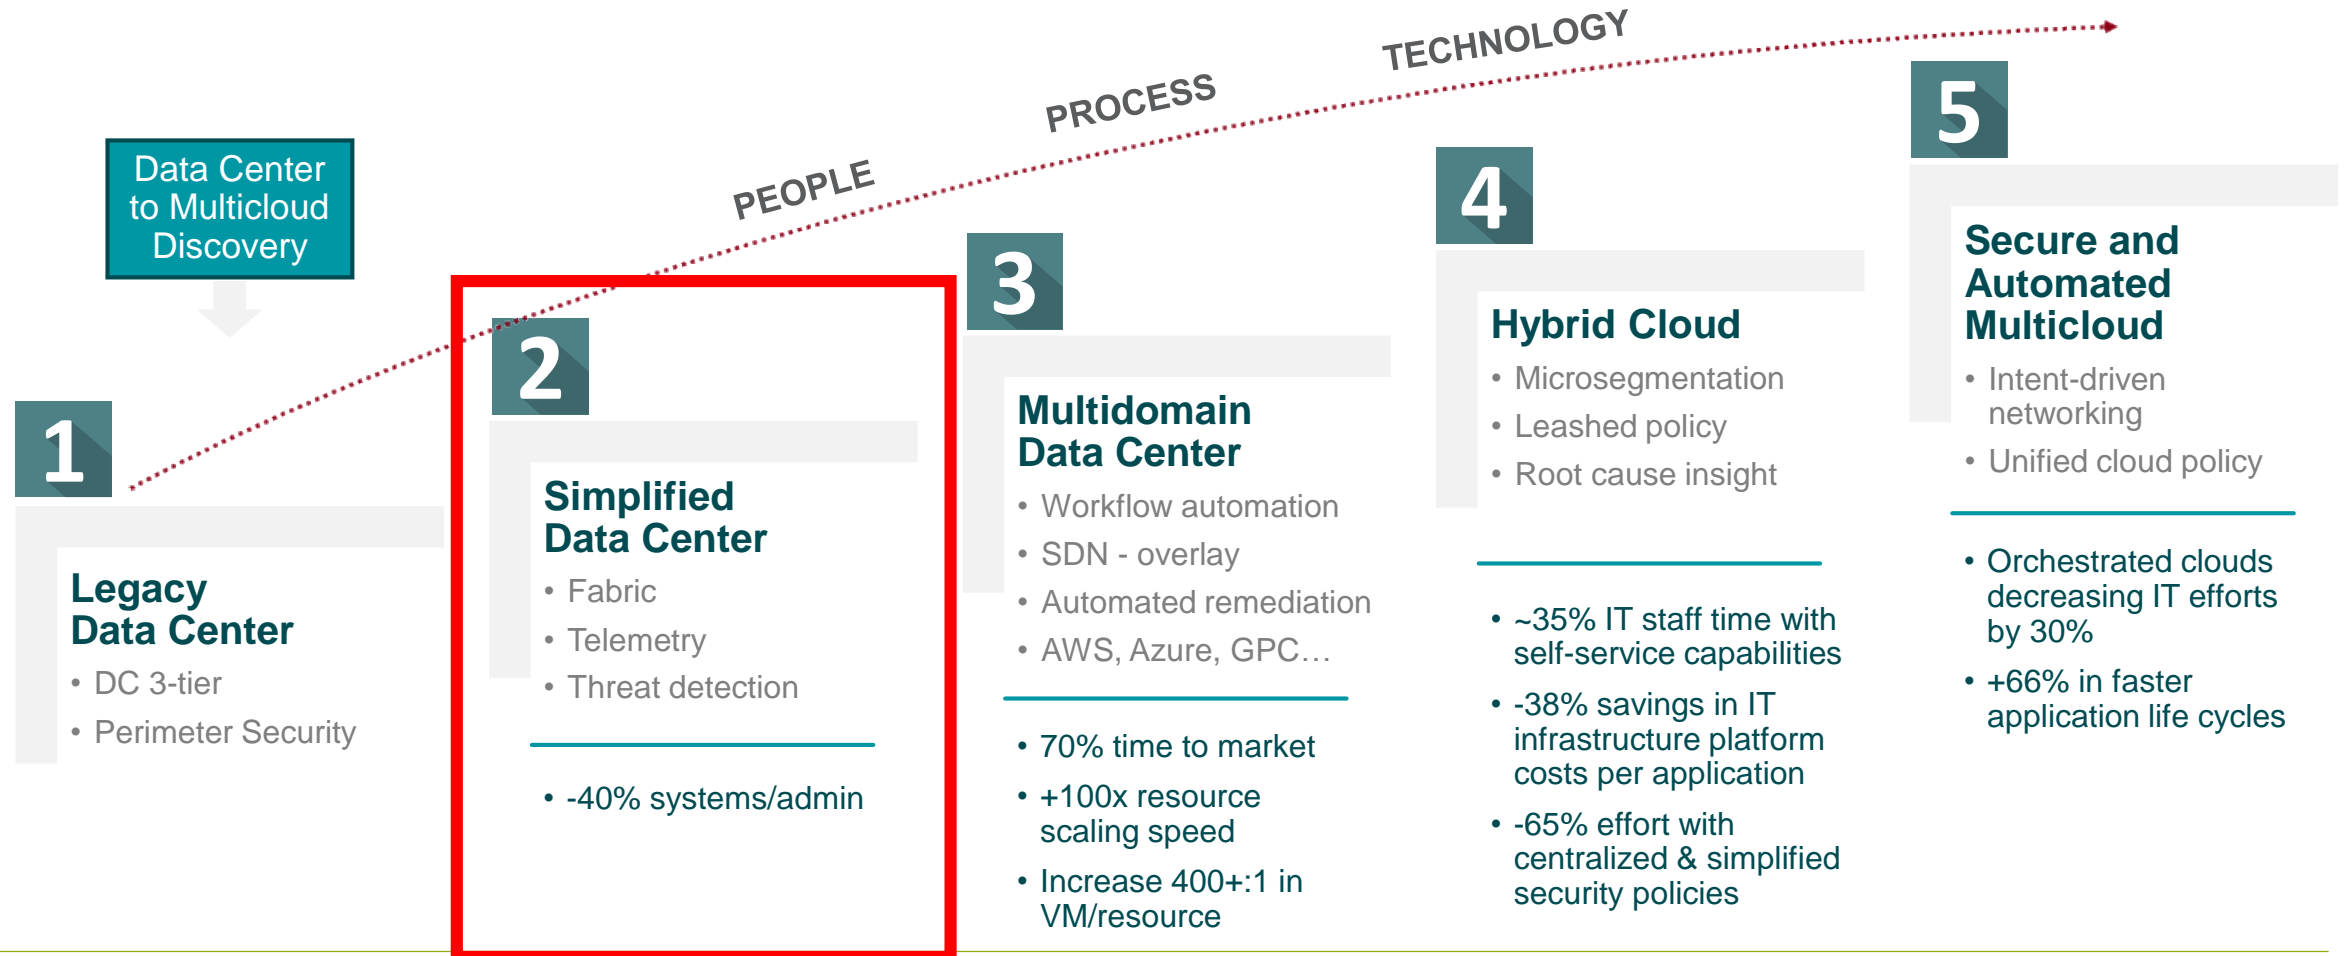 PEOPLE
PROCESS
TECHNOLOGY
Data Center
to Multicloud
Discovery
1
Legacy
Data Center
• DC 3-tier
• Perimeter Security
2
Simplified
Data Center
• Fabric
• Telemetry
• Threat detection
• -40% systems/admin
3
Multidomain
Data Center
• Workflow automation
• SDN - overlay
• Automated remediation
• AWS, Azure, GPC…
• 70% time to market
• +100x resource
scaling speed
• Increase 400+:1 in
VM/resource
4
Hybrid Cloud
• Microsegmentation
• Leashed policy
• Root cause insight
• ~35% IT staff time with
self-service capabilities
• -38% savings in IT
infrastructure platform
costs per application
• -65% effort with
centralized & simplified
security policies
5
Secure and
Automated
Multicloud
• Intent-driven
networking
• Unified cloud policy
• Orchestrated clouds
decreasing IT efforts
by 30%
• +66% in faster
application life cycles